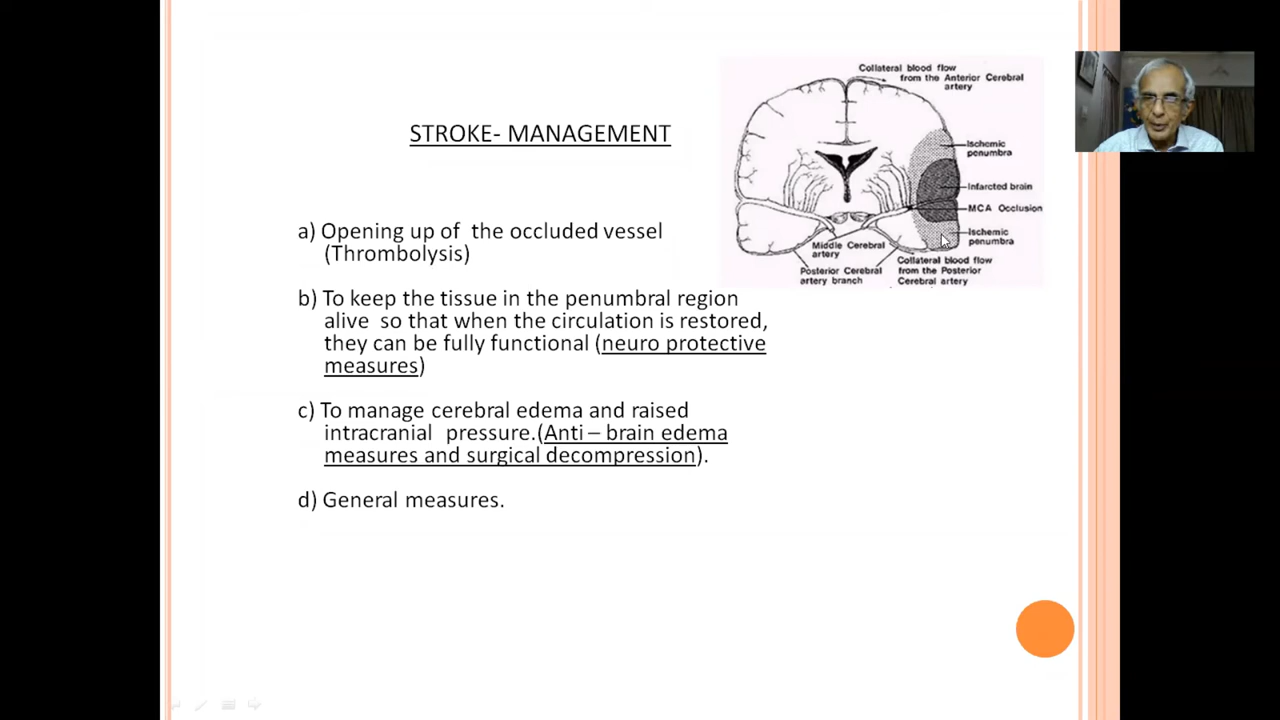 STROKE- MANAGEMENT
a) Opening up of the occluded vessel
(Thrombolysis)
b) To keep the tissue in the penumbral region
alive so that when the circulation is restored,
they can be fully functional (neuro protective
measures)
c) To manage cerebral edema and raised
intracranial pressure.(Anti – brain edema
measures and surgical decompression).
d) General measures.
Collateral blood flow
from the Anterior Cerebral
artery
Ischemic
penumbra
Infarcted brain
MCA Occlusion
Ischemic
penumbra
Middle Cerebral
artery
Posterior Cerebral
artery branch
Collateral blood flow
from the Posterior
Cerebral artery